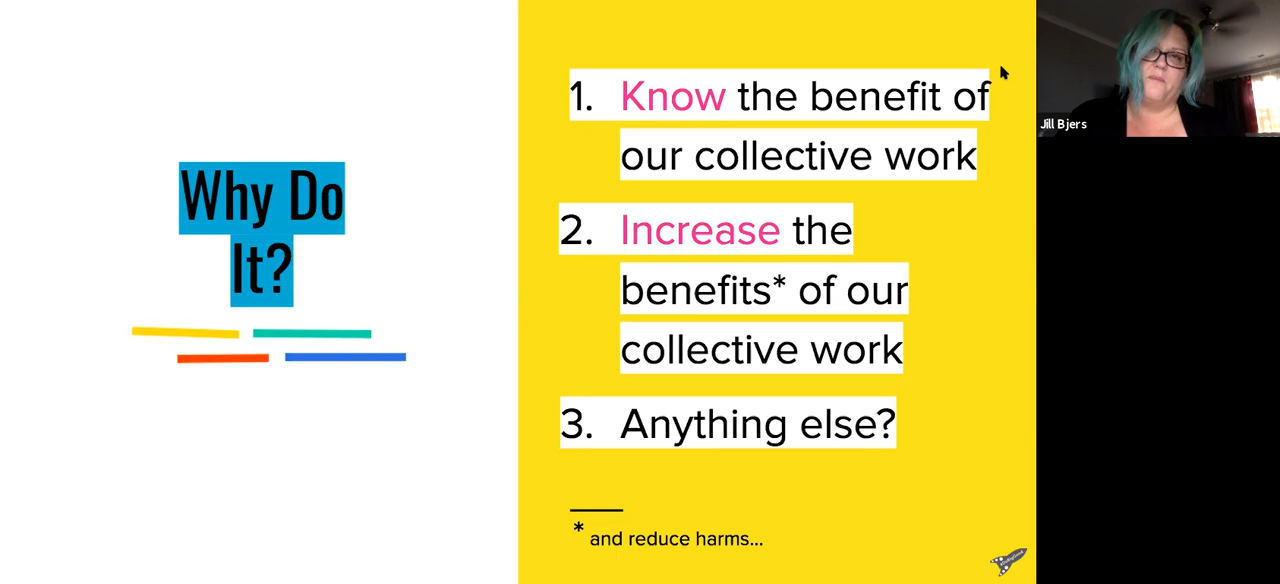 Why Do
It?
1. Know the benefit of
our collective work
2. Increase the
benefits* of our
collective work
3. Anything else?
* and reduce harms...
Jill Bjers